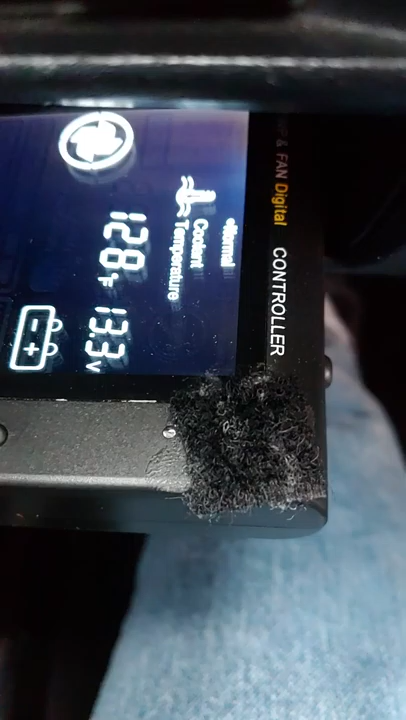 & FAN Digital CONTROLLER
•Normal
Coolant
Temperature
128°F
13.3V